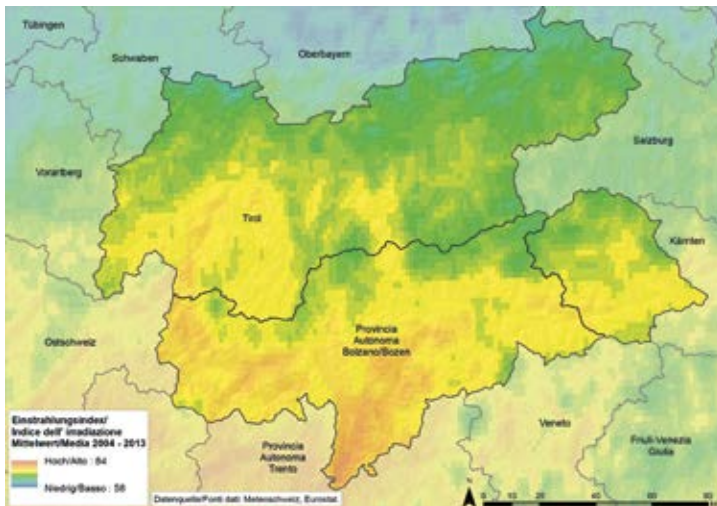 Tübingen
Schwaben
Oberbayern
Vorarlberg
Salzburg
Tirol
Kärnten
Ostschweiz
Provincia
Autonoma
Bolzano/Bozen
Einstrahlungsindex/
Indice dell' irradiazione
Mittelwert/Media 2004 - 2013
Hoch/Alto : 84
Niedrig/Basso : 58
Provincia
Autonoma
Trento
Veneto
Friuli-Venezia
Giulia
Datenquelle/Fonti dati: Meteoschweiz, Eurostat.
N
0 20 40 60 80